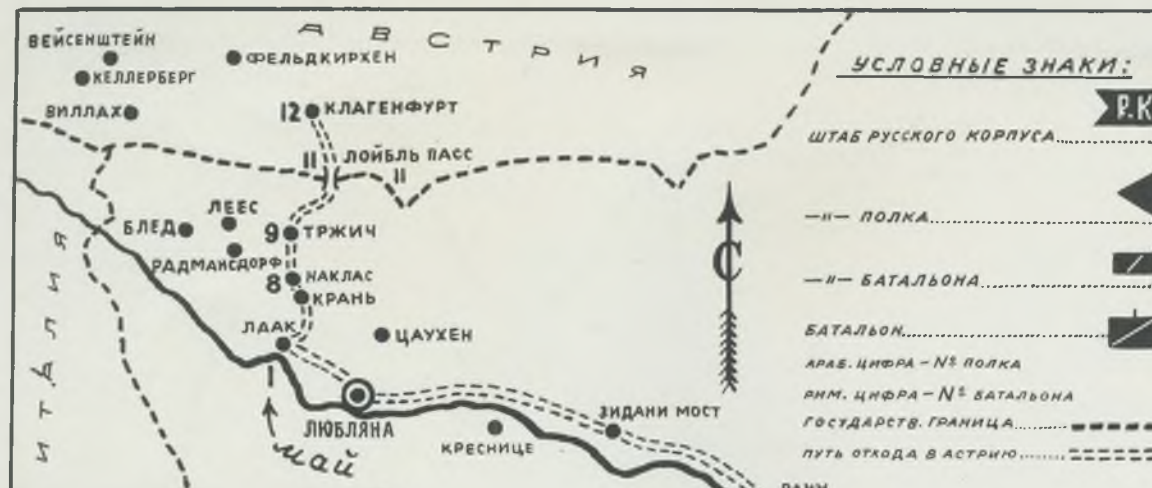 АВСТРИЯ
ВЕЙСЕНШТЕЙН
КЕЛЛЕРБЕРГ
ФЕЛЬДКИРХЕН
ВИЛЛАХ
12 КЛАГЕНФУРТ
II ЛОЙБЛЬ ПАСС
II
ЛЕЕС
БЛЕД
9 ТРЖИЧ
РАДМАНСДОРФ
8 НАКЛАС
КРАНЬ
ЛААК
ЦАУХЕН
ЛЮБЛЯНА
ЗИДАНИ МОСТ
КРЕСНИЦЕ
МАЙ
ИТАЛИЯ
С
УСЛОВНЫЕ ЗНАКИ:
ШТАБ РУССКОГО КОРПУСА Р.К
—"— ПОЛКА
—"— БАТАЛЬОНА
БАТАЛЬОН
АРАБ. ЦИФРА – № ПОЛКА
РИМ. ЦИФРА – № БАТАЛЬОНА
ГОСУДАРСТВ. ГРАНИЦА
ПУТЬ ОТХОДА В АСТРИЮ